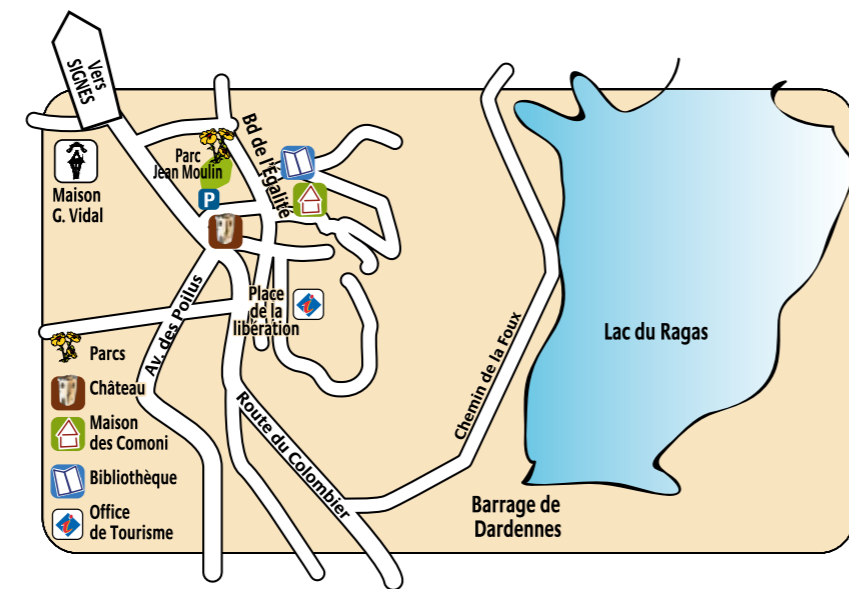 Vers
SIGNES
Maison
G. Vidal
Parc
Jean Moulin
P
Bd de l'Égalité
Place
de la
libération
i
Av. des Poilus
Route du Colombier
Chemin de la Foux
Lac du Ragas
Barrage de
Dardennes
Parcs
Château
Maison
des Comoni
Bibliothèque
i
Office
de Tourisme